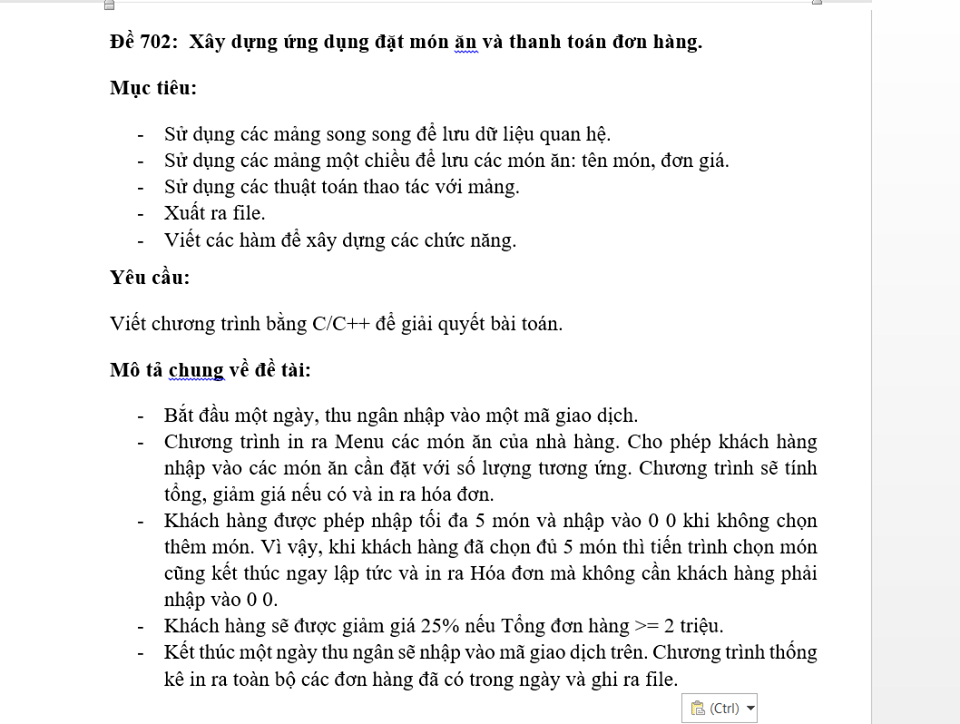 Đề 702: Xây dựng ứng dụng đặt món ăn và thanh toán đơn hàng.
Mục tiêu:
- Sử dụng các mảng song song để lưu dữ liệu quan hệ.
- Sử dụng các mảng một chiều để lưu các món ăn: tên món, đơn giá.
- Sử dụng các thuật toán thao tác với mảng.
- Xuất ra file.
- Viết các hàm để xây dựng các chức năng.
Yêu cầu:
Viết chương trình bằng C/C++ để giải quyết bài toán.
Mô tả chung về đề tài:
- Bắt đầu một ngày, thu ngân nhập vào một mã giao dịch.
- Chương trình in ra Menu các món ăn của nhà hàng. Cho phép khách hàng
nhập vào các món ăn cần đặt với số lượng tương ứng. Chương trình sẽ tính
tổng, giảm giá nếu có và in ra hóa đơn.
- Khách hàng được phép nhập tối đa 5 món và nhập vào 0 0 khi không chọn
thêm món. Vì vậy, khi khách hàng đã chọn đủ 5 món thì tiến trình chọn món
cũng kết thúc ngay lập tức và in ra Hóa đơn mà không cần khách hàng phải
nhập vào 0 0.
- Khách hàng sẽ được giảm giá 25% nếu Tổng đơn hàng >= 2 triệu.
- Kết thúc một ngày thu ngân sẽ nhập vào mã giao dịch trên. Chương trình thống
kê in ra toàn bộ các đơn hàng đã có trong ngày và ghi ra file.
(Ctrl)